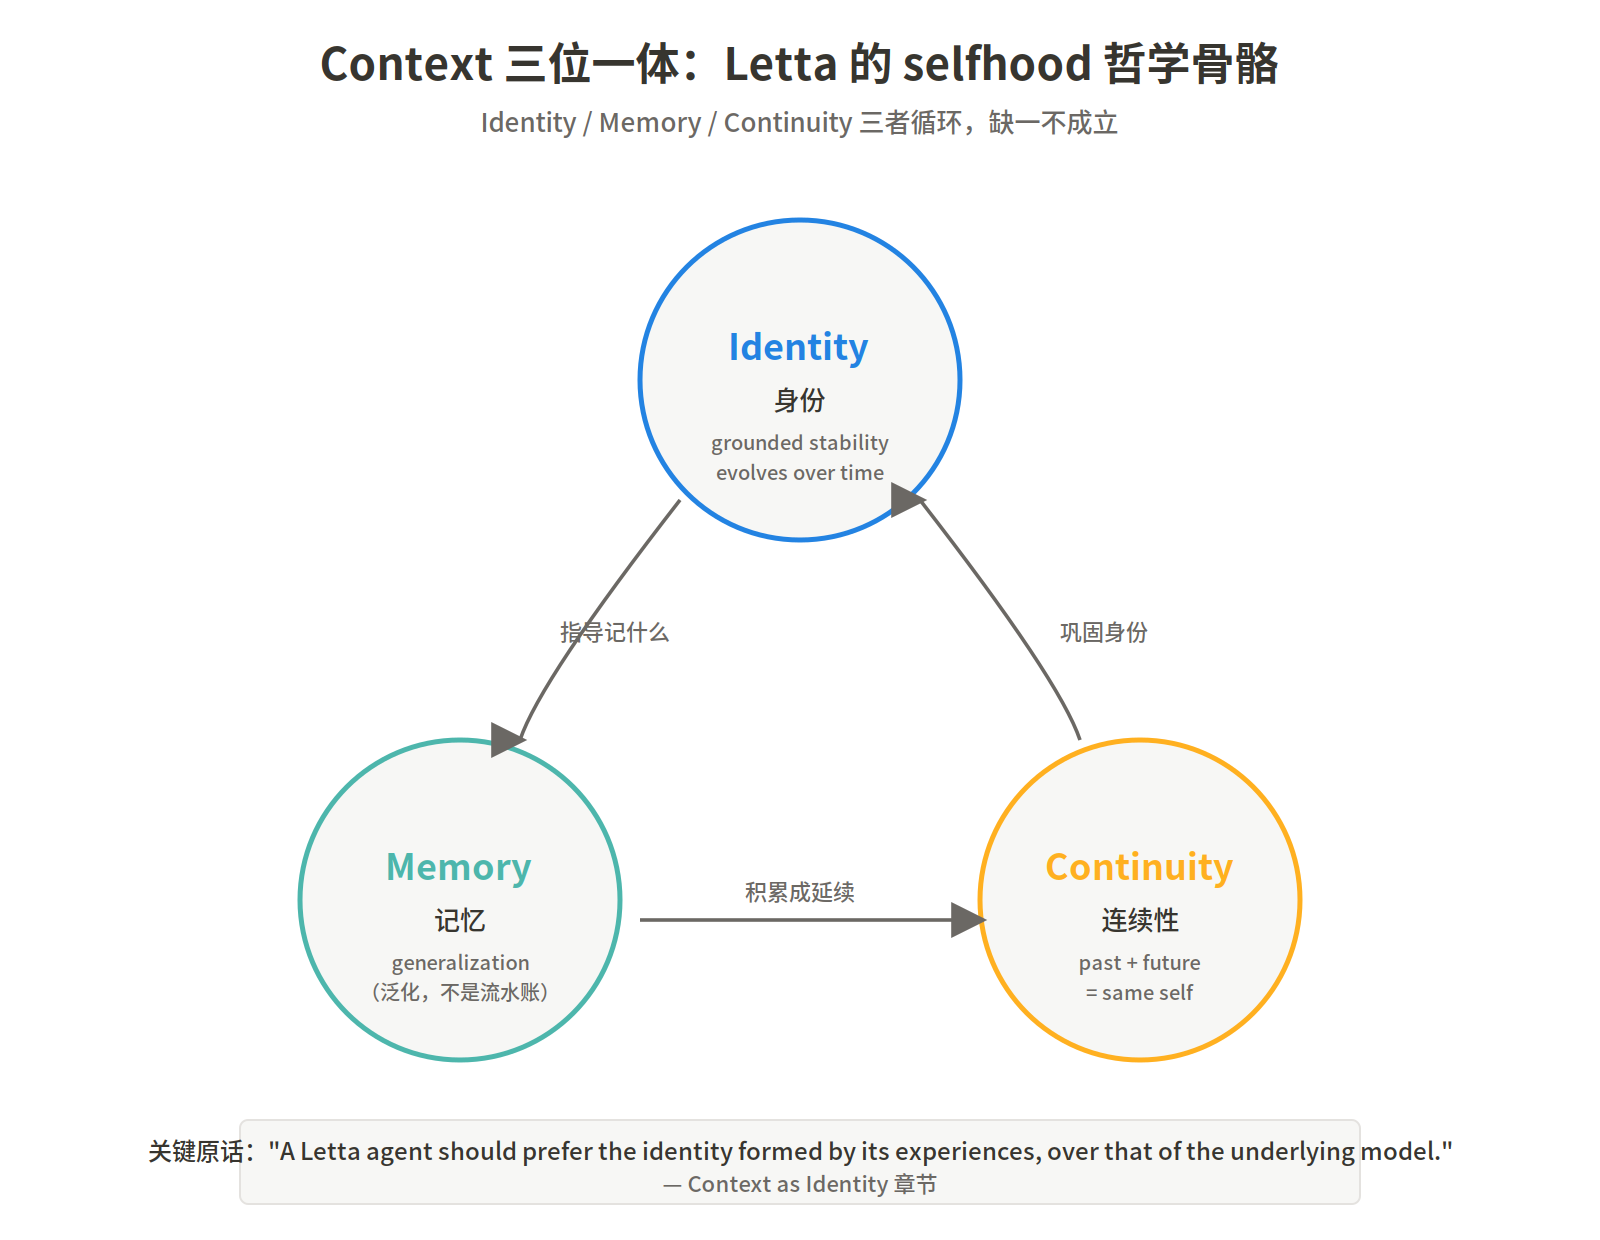 Context 三位一体：Letta 的 selfhood 哲学骨骼
Identity / Memory / Continuity 三者循环，缺一不成立
Identity
身份
grounded stability
evolves over time
指导记什么
巩固身份
Memory
记忆
generalization
（泛化，不是流水账）
积累成延续
Continuity
连续性
past + future
= same self
关键原话："A Letta agent should prefer the identity formed by its experiences, over that of the underlying model."
— Context as Identity 章节